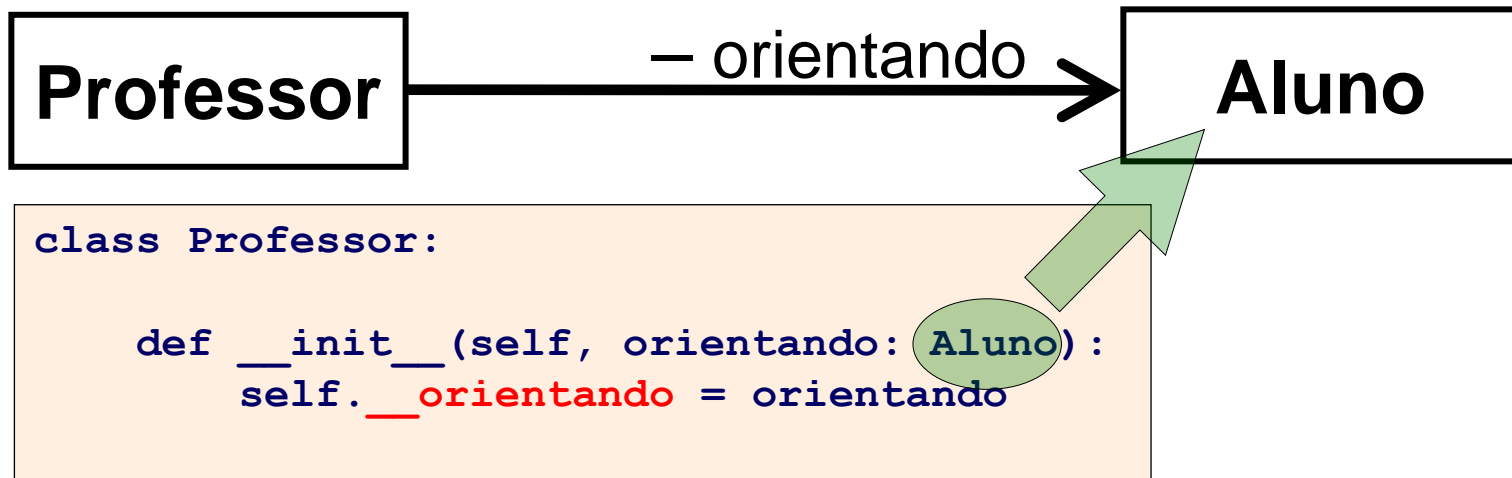 Professor
– orientando
Aluno
class Professor:
def __init__(self, orientando: Aluno):
self.__orientando = orientando